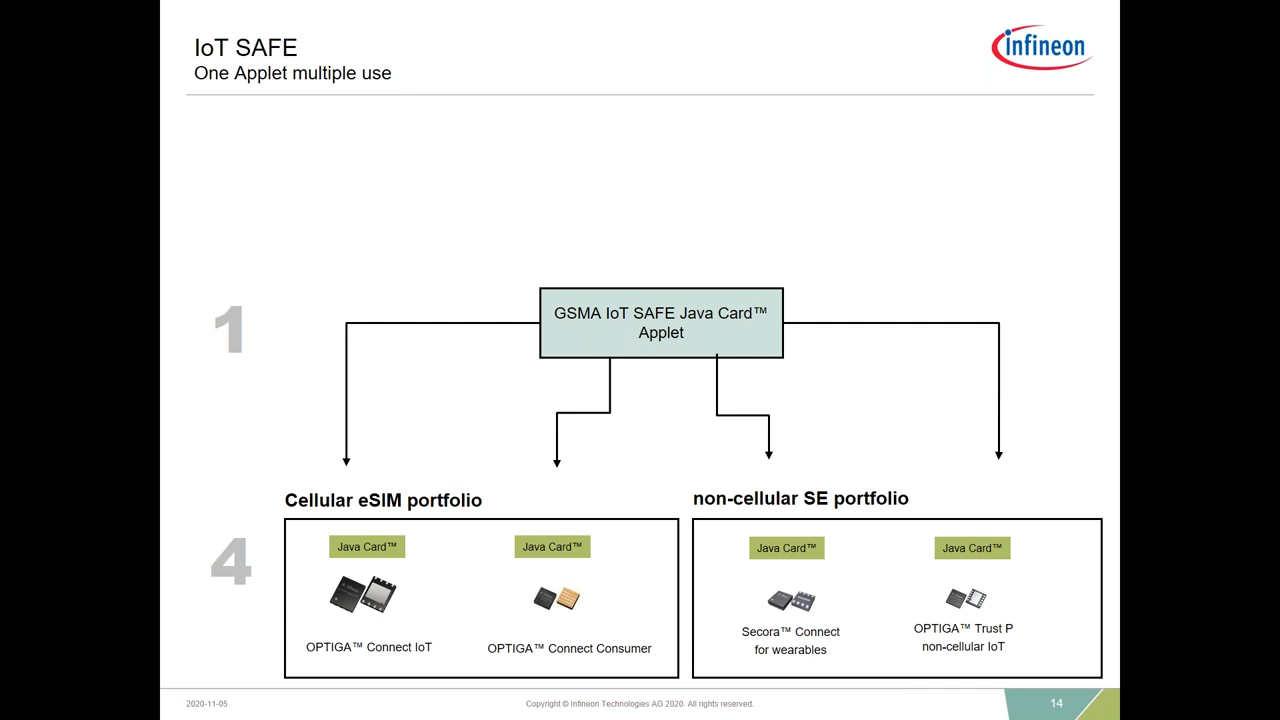 IoT SAFE
One Applet multiple use
infineon
1
GSMA IoT SAFE Java Card™
Applet
Cellular eSIM portfolio
non-cellular SE portfolio
4
Java Card™
Java Card™
Java Card™
Java Card™
OPTIGA™ Connect IoT
OPTIGA™ Connect Consumer
Secora™ Connect
for wearables
OPTIGA™ Trust P
non-cellular IoT
2020-11-05
Copyright © Infineon Technologies AG 2020. All rights reserved.
14